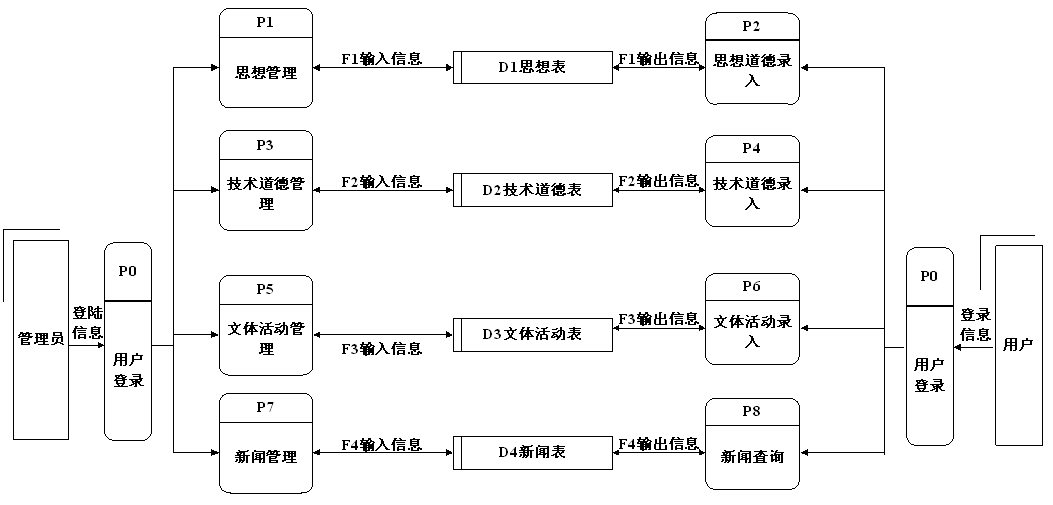 P1
思想管理
F1输入信息
D1思想表
F1输出信息
P2
思想道德录
入
P3
技术道德管
理
F2输入信息
D2技术道德表
F2输出信息
P4
技术道德录
入
管理员
登陆
信息
P0
用户
登录
P5
文体活动管
理
F3输入信息
D3文体活动表
F3输出信息
P6
文体活动录
入
P0
用户
登录
登录
信息
用户
P7
新闻管理
F4输入信息
D4新闻表
F4输出信息
P8
新闻查询